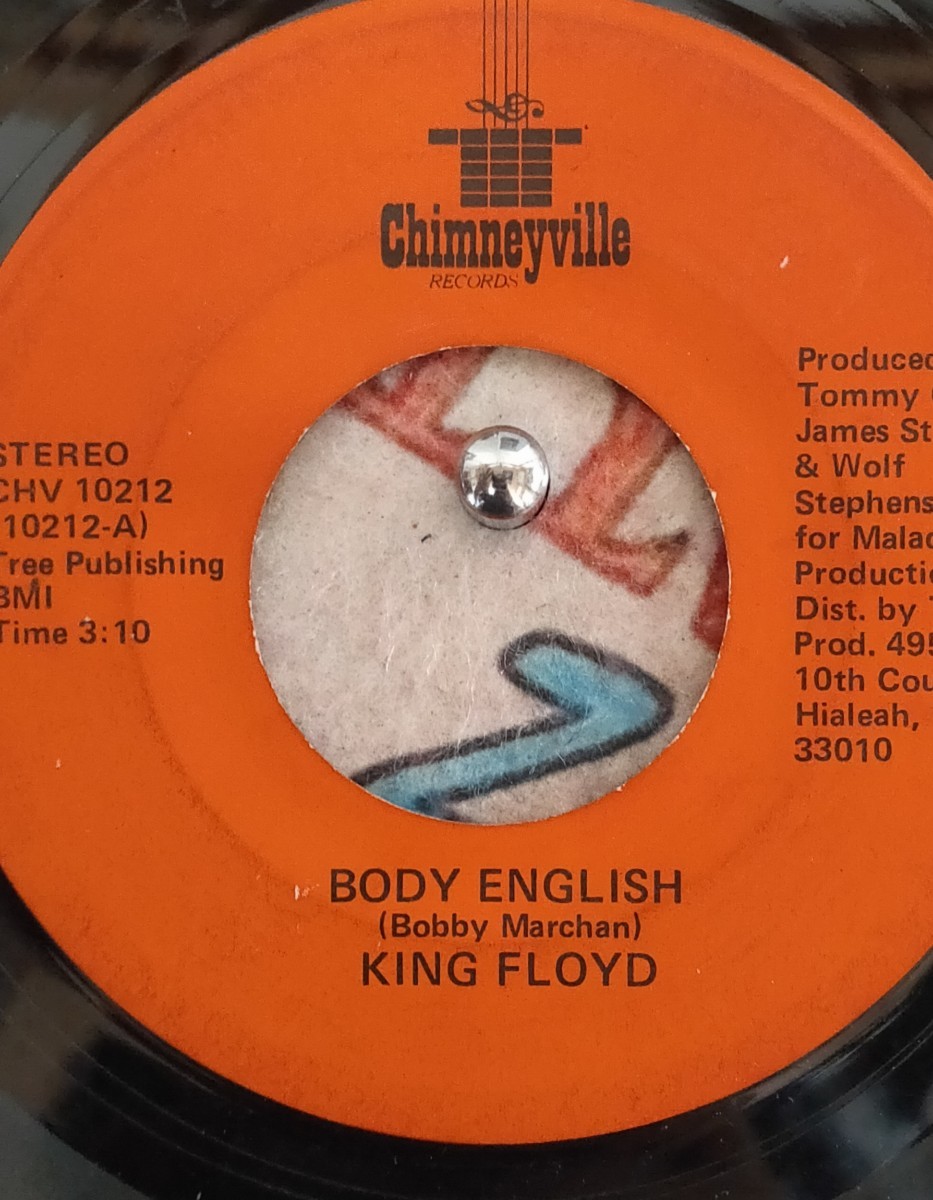 Chimneyville
RECORDS
STEREO
CHV 10212
(10212-A)
Tree Publishing
BMI
Time 3:10
Produced
Tommy
James St
& Wolf
Stephens
for Malac
Producti
Dist. by T
Prod. 495
10th Cou
Hialeah,
33010
BODY ENGLISH
(Bobby Marchan)
KING FLOYD